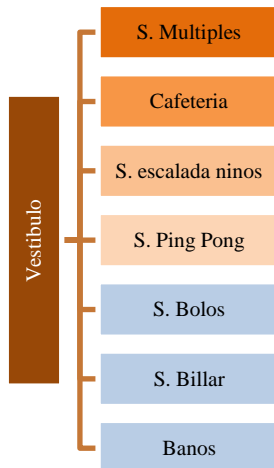 Vestibulo
S. Multiples
Cafeteria
S. escalada ninos
S. Ping Pong
S. Bolos
S. Billar
Banos